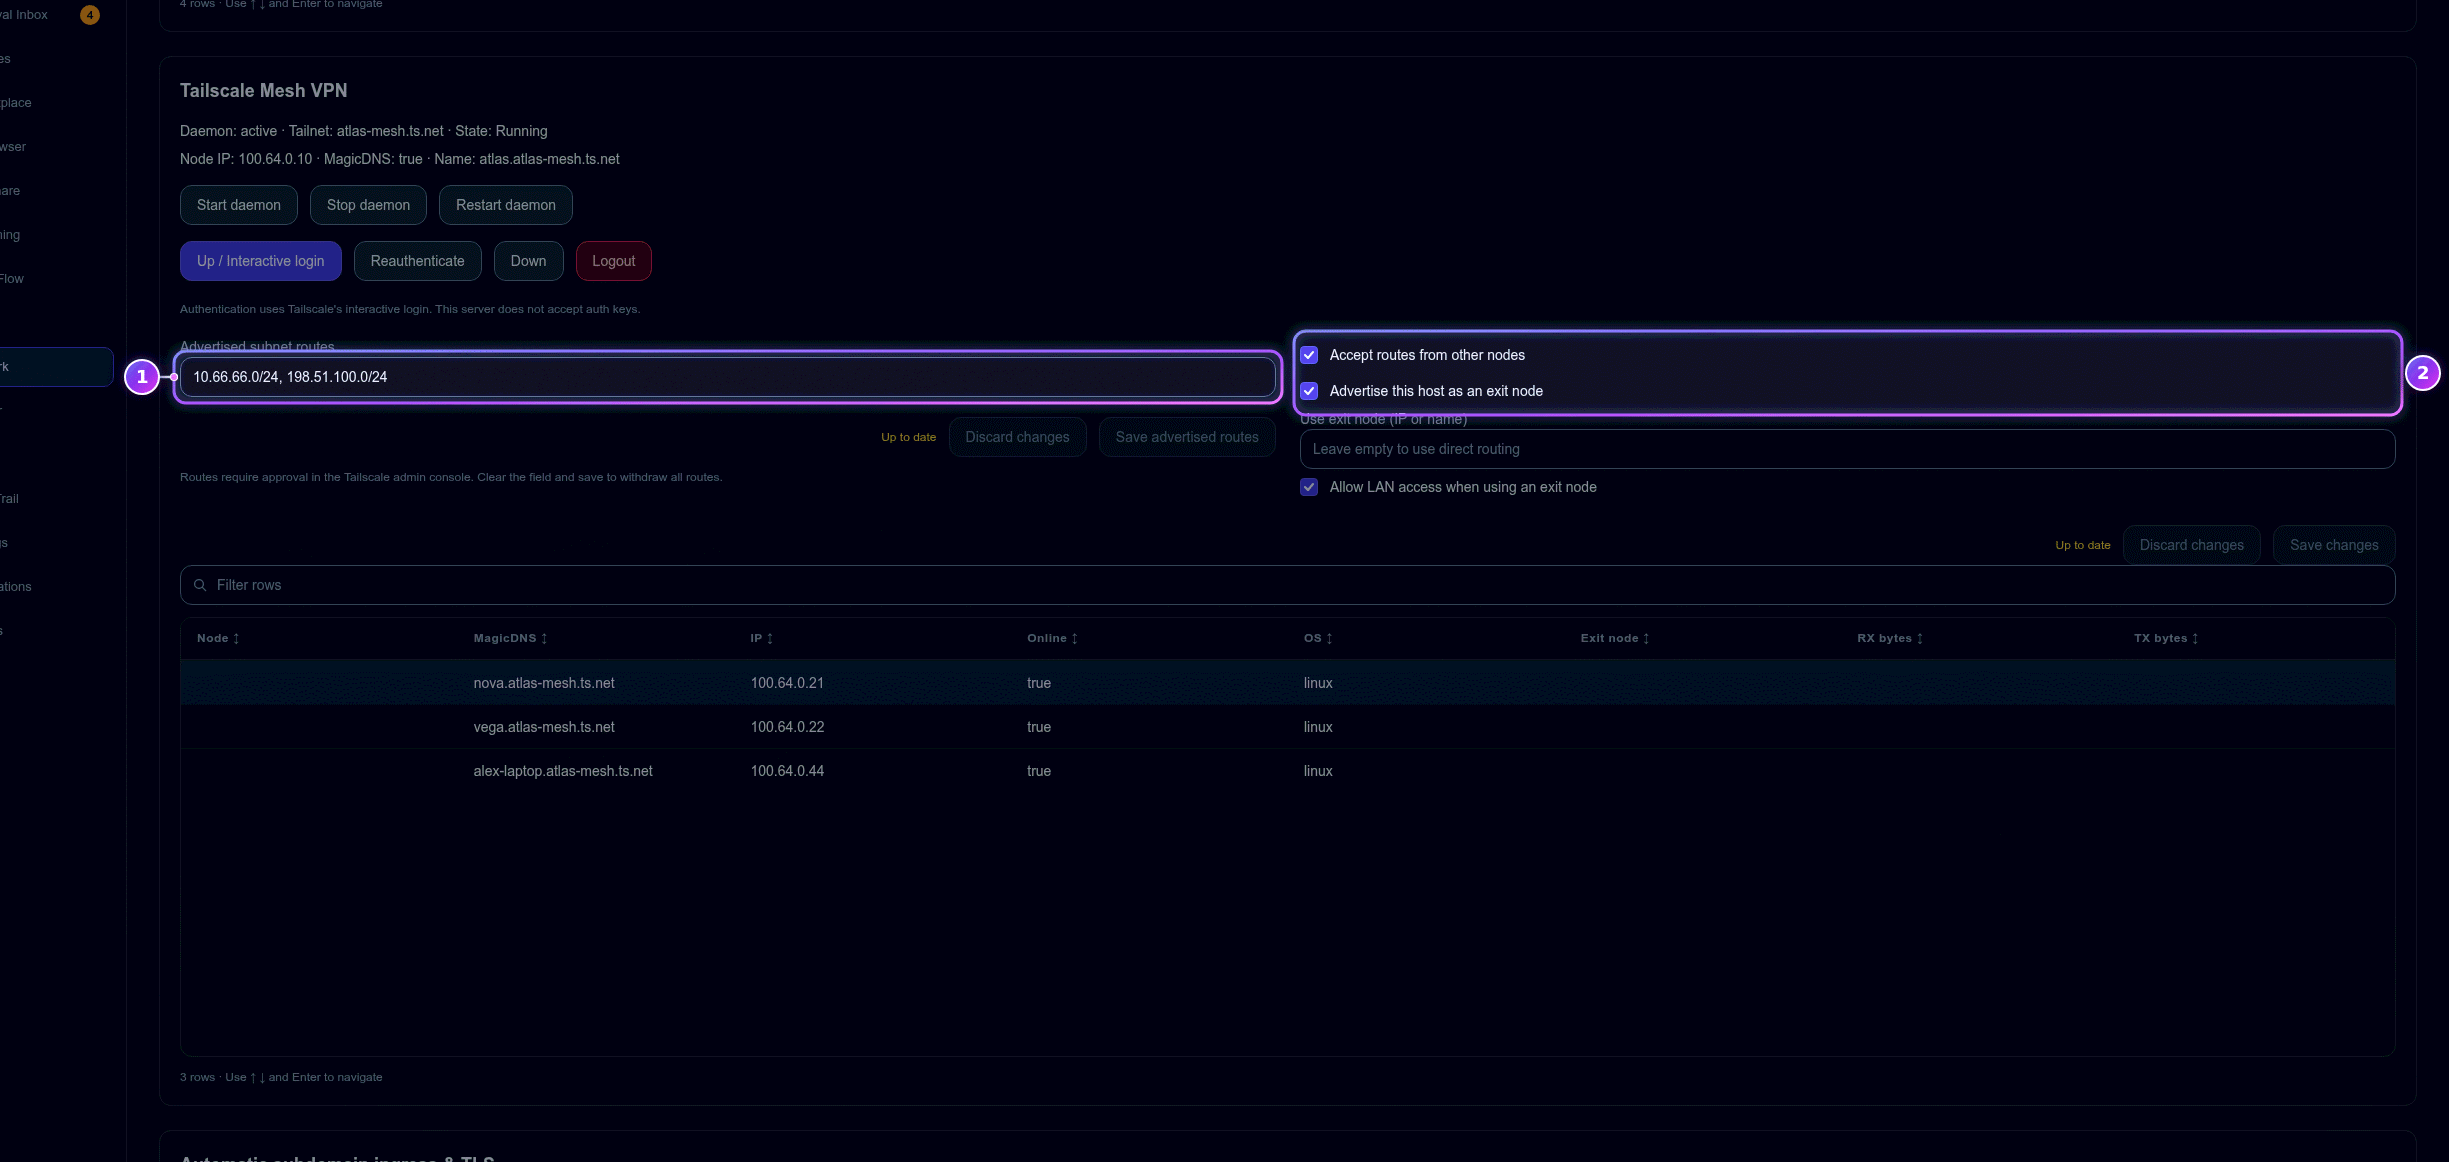 val Inbox 4
es
place
wser
are
ing
Flow
rk
Trail
gs
ations
s
4 rows · Use ↑ ↓ and Enter to navigate
Tailscale Mesh VPN
Daemon: active · Tailnet: atlas-mesh.ts.net · State: Running
Node IP: 100.64.0.10 · MagicDNS: true · Name: atlas.atlas-mesh.ts.net
Start daemon Stop daemon Restart daemon
Up / Interactive login Reauthenticate Down Logout
Authentication uses Tailscale's interactive login. This server does not accept auth keys.
Advertised subnet routes
1 10.66.66.0/24, 198.51.100.0/24
Up to date Discard changes Save advertised routes
Routes require approval in the Tailscale admin console. Clear the field and save to withdraw all routes.
Accept routes from other nodes
2
Advertise this host as an exit node
Use exit node (IP or name)
Leave empty to use direct routing
Allow LAN access when using an exit node
Up to date Discard changes Save changes
Filter rows
Node ↕ MagicDNS ↕ IP ↕ Online ↕ OS ↕ Exit node ↕ RX bytes ↕ TX bytes ↕
nova.atlas-mesh.ts.net 100.64.0.21 true linux
vega.atlas-mesh.ts.net 100.64.0.22 true linux
alex-laptop.atlas-mesh.ts.net 100.64.0.44 true linux
3 rows · Use ↑ ↓ and Enter to navigate
Automatic subdomain ingress & TLS